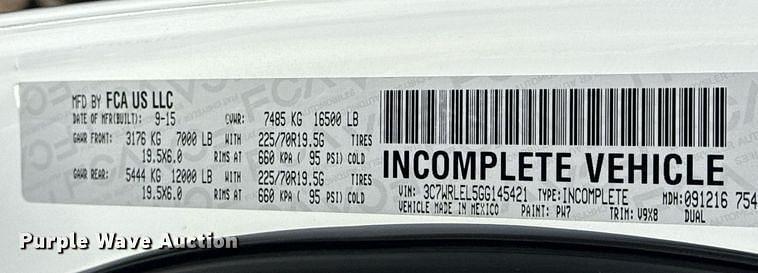 MFD BY FCA US LLC
DATE OF MFR(BUILT): 9-15 GVWR: 7485 KG 16500 LB
GAWR FRONT: 3176 KG 7000 LB WITH 225/70R19.5G TIRES
19.5X6.0 RIMS AT 660 KPA ( 95 PSI) COLD
GAWR REAR: 5444 KG 12000 LB WITH 225/70R19.5G TIRES
19.5X6.0 RIMS AT 660 KPA ( 95 PSI) COLD
INCOMPLETE VEHICLE
VIN: 3C7WRLEL5GG145421 TYPE:INCOMPLETE MDH:091216 754
VEHICLE MADE IN MEXICO PAINT: PW7 TRIM: V9X8 DUAL
Purple Wave Auction